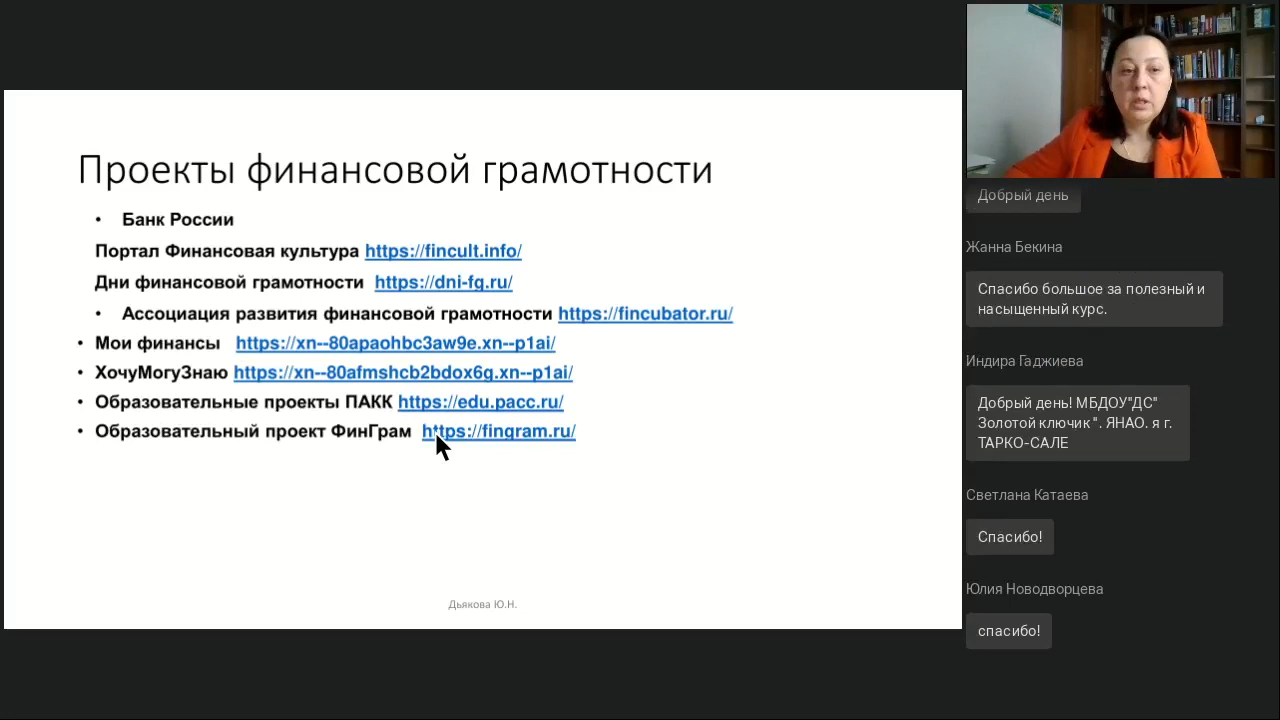 Проекты финансовой грамотности
• Банк России
Портал Финансовая культура https://fincult.info/
Дни финансовой грамотности https://dni-fg.ru/
• Ассоциация развития финансовой грамотности https://fincubator.ru/
• Мои финансы https://xn--80apaohbc3aw9e.xn--p1ai/
• ХочуМогуЗнаю https://xn--80afmshcb2bdox6g.xn--p1ai/
• Образовательные проекты ПАКК https://edu.pacc.ru/
• Образовательный проект ФинГрам https://fingram.ru/
Дьякова Ю.Н.
Добрый день
Жанна Бекина
Спасибо большое за полезный и
насыщенный курс.
Индира Гаджиева
Добрый день! МБДОУ"ДС"
Золотой ключик ". ЯНАО. я г.
ТАРКО-САЛЕ
Светлана Катаева
Спасибо!
Юлия Новодворцева
спасибо!